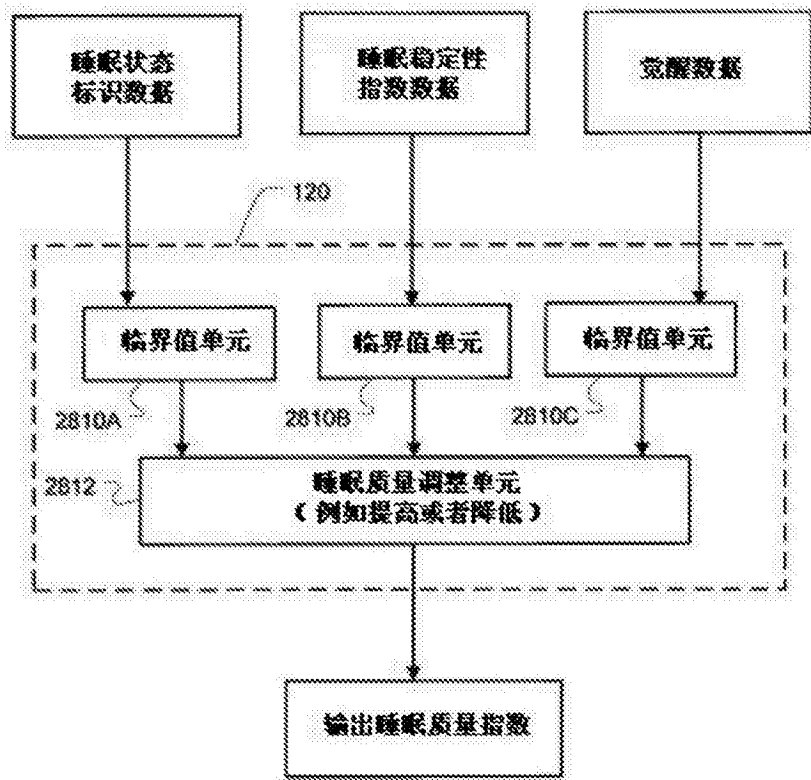 睡眠状态
标识数据
睡眠稳定性
指数数据
觉醒数据
120
临界值单元
临界值单元
临界值单元
2810A
2810B
2810C
2812
睡眠质量调整单元
（例如提高或者降低）
输出睡眠质量指数